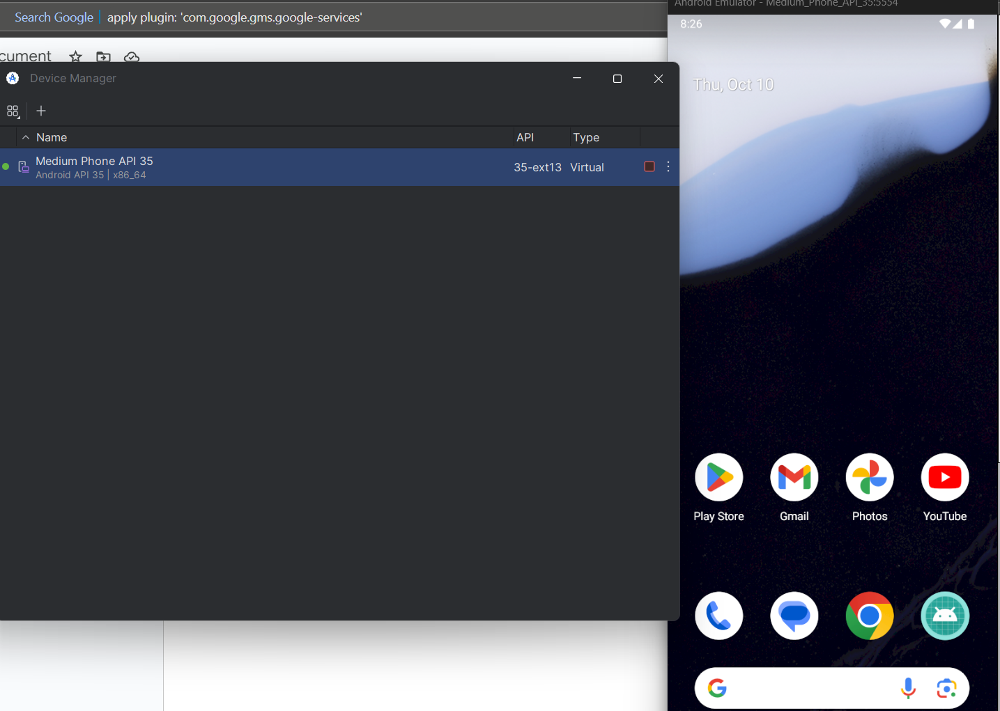 Search Google apply plugin: 'com.google.gms.google-services'
cument
Device Manager
Name API Type
Medium Phone API 35 35-ext13 Virtual
Android API 35 | x86_64
Android Emulator - Medium_Phone_API_35:5554
8:26
Thu, Oct 10
Play Store Gmail Photos YouTube